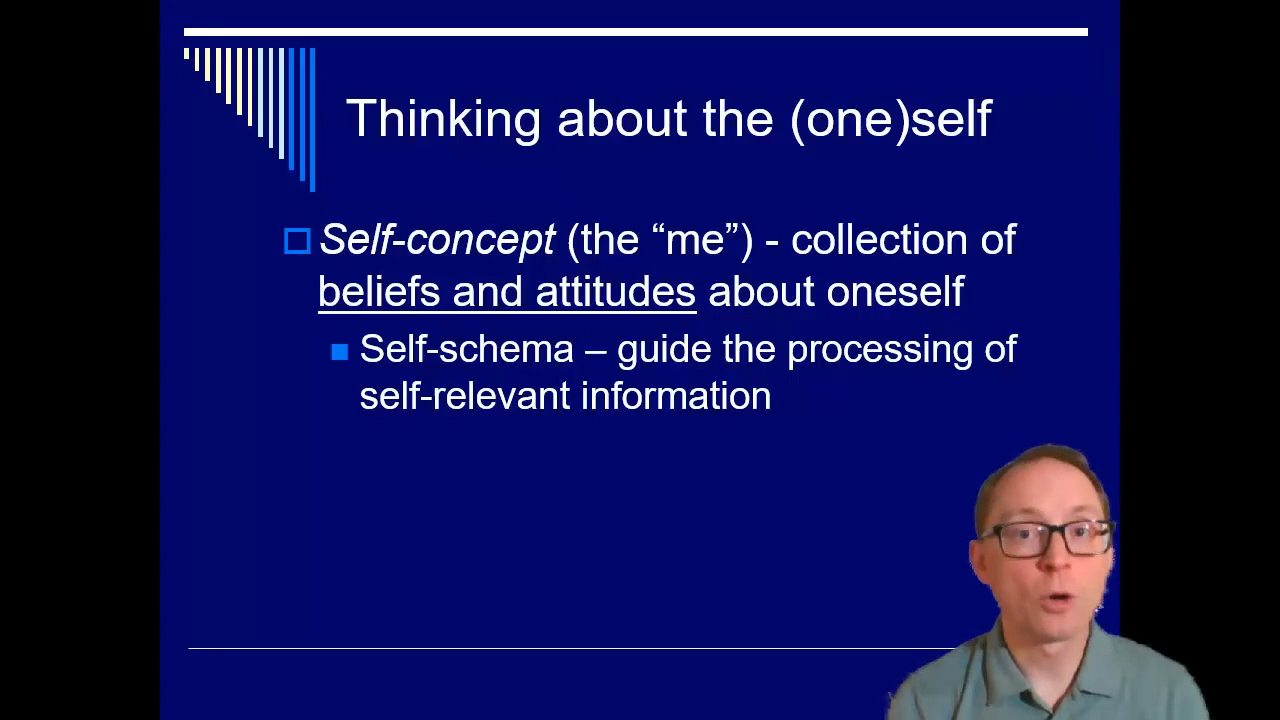 Thinking about the (one)self
Self-concept (the “me”) - collection of
beliefs and attitudes about oneself
Self-schema – guide the processing of
self-relevant information